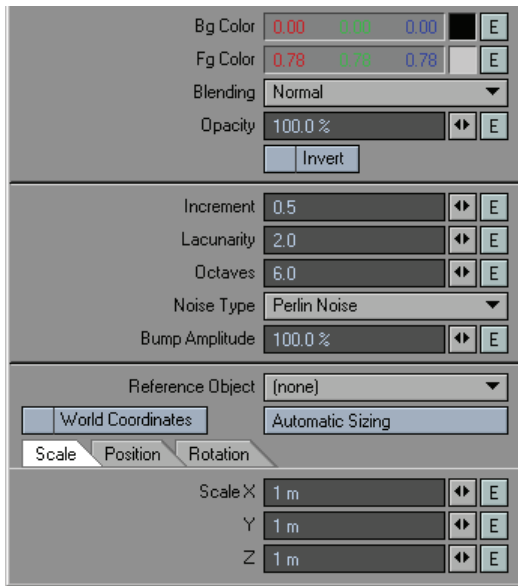 Bg Color 0.00 0.00 0.00 E
Fg Color 0.78 0.78 E
Blending Normal
Opacity 100.0 % E
Invert
Increment 0.5 E
Lacunarity 2.0 E
Octaves 6.0 E
Noise Type Perlin Noise
Bump Amplitude 100.0 % E
Reference Object (none)
World Coordinates Automatic Sizing
Scale Position Rotation
Scale X 1 m E
Y 1 m E
Z 1 m E